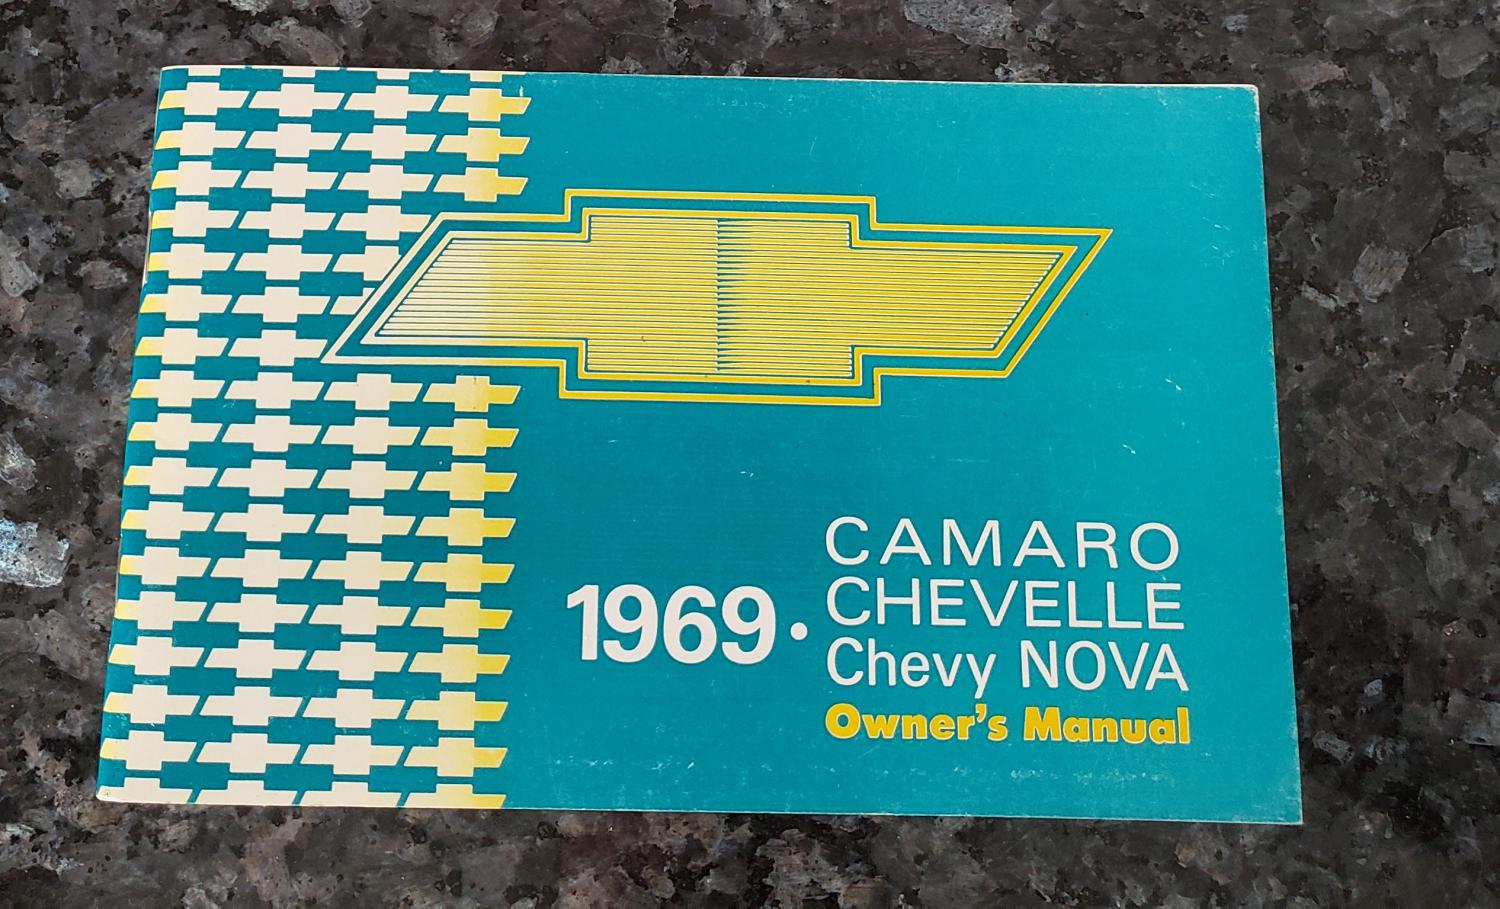 1969 • CAMARO
CHEVELLE
Chevy NOVA
Owner's Manual